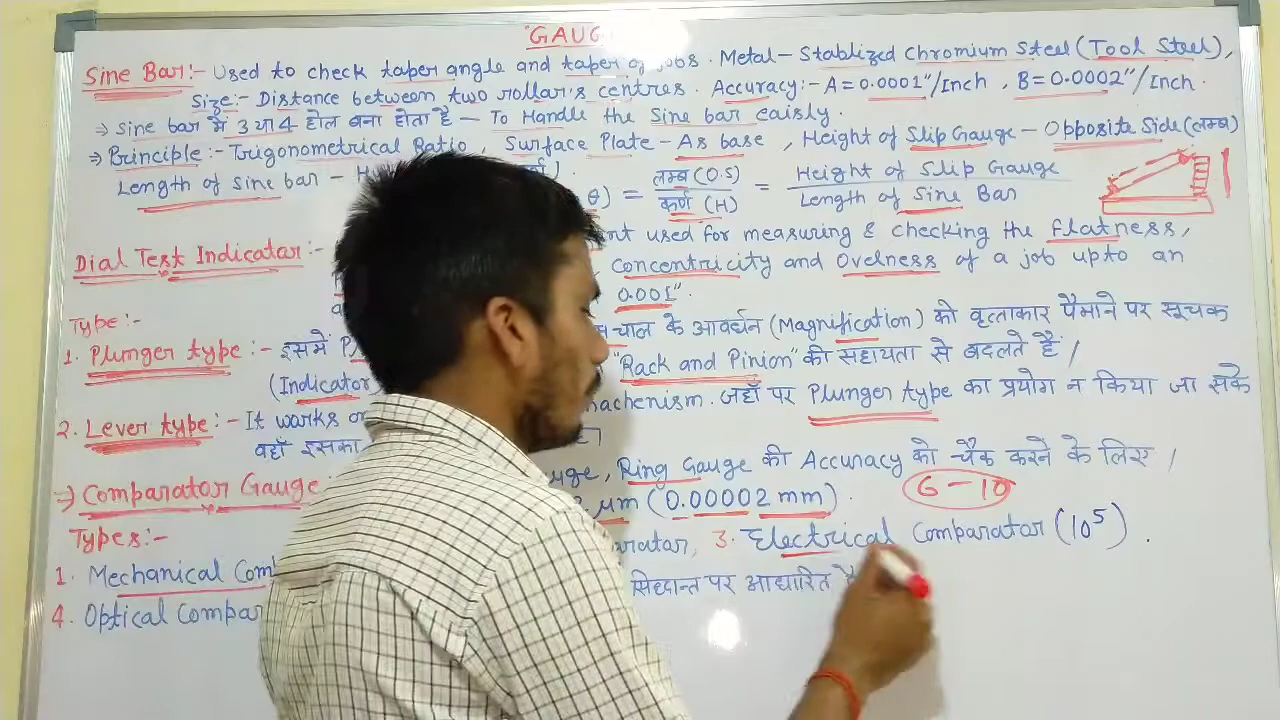 "GAUG
Sine Bar:- Used to check taper angle and taper of jobs. Metal - Stablized Chromium Steel (Tool Steel),
Size:- Distance between two rollar's centres. Accuracy:- A = 0.0001"/Inch, B = 0.0002"/Inch.
⇒ Sine bar में 3 या 4 होल बना होता है - To Handle the Sine bar eaisly.
⇒ Principle:- Trigonometrical Ratio, Surface Plate - As base, Height of Slip Gauge - Opposite Side (लम्ब)
Length of sine bar - H
θ) = लम्ब (O.S) / कर्ण (H) = Height of Slip Gauge / Length of Sine Bar
Dial Test Indicator:- nt used for measuring & checking the flatness,
Concentricity and Ovelness of a job upto an
0.001".
Type:-
चाल के आवर्धन (Magnification) को वृत्ताकार पैमाने पर सूचक
1. Plunger type:- इसमें
(Indicator) "Rack and Pinion" की सहायता से बदलते हैं /
2. Lever type:- It works machenism. जहाँ पर Plunger type का प्रयोग न किया जा सके
वहाँ इसका
⇒ Comparator Gauge uge, Ring Gauge की Accuracy को चैक करने के लिए /
μm (0.00002 mm). 6 - 10
Types:-
1. Mechanical Com rator, 3. Electrical Comparator (10⁵).
4. Optical Compar सिध्दान्त पर आधारित है